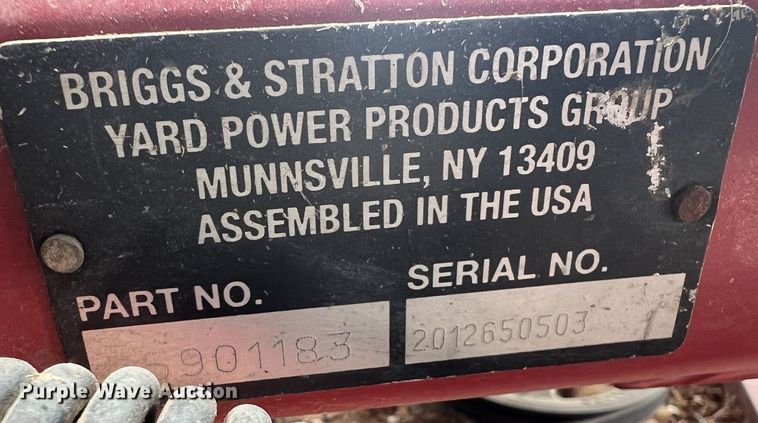 BRIGGS & STRATTON CORPORATION
YARD POWER PRODUCTS GROUP
MUNNSVILLE, NY 13409
ASSEMBLED IN THE USA
PART NO.
SERIAL NO.
2012650503
Purple Wave Auction